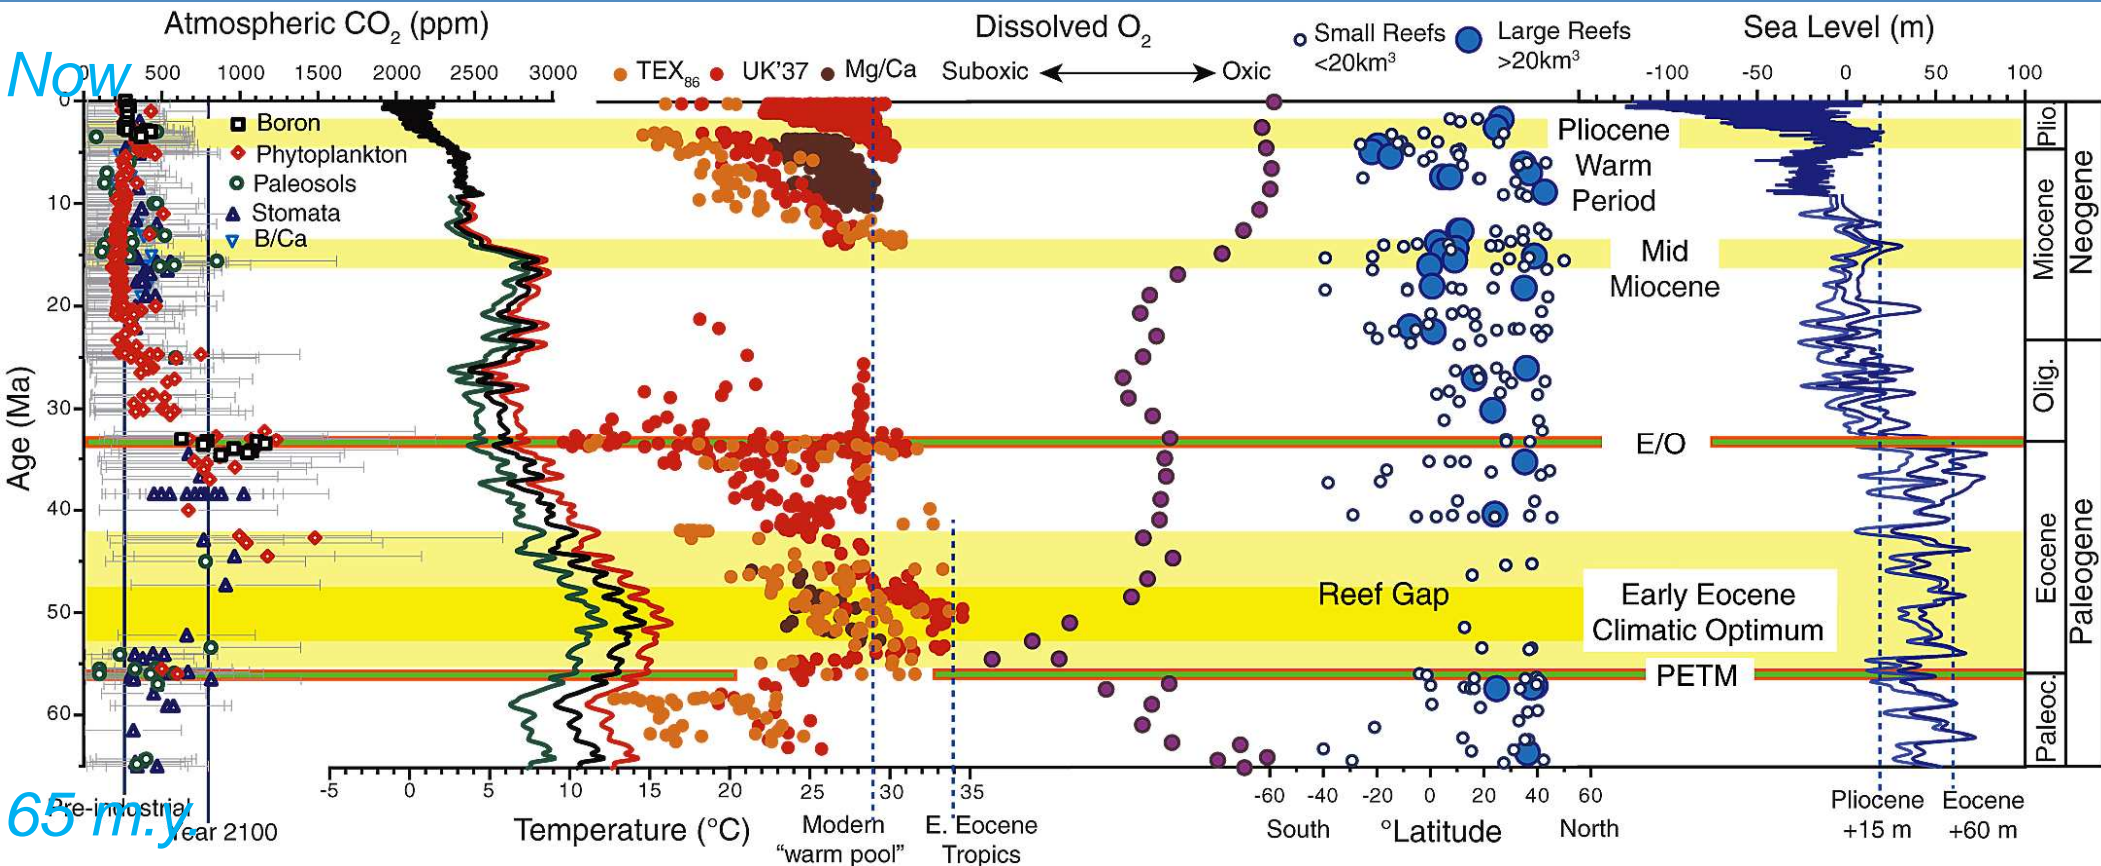 Atmospheric CO2 (ppm)
Dissolved O2
Small Reefs
<20km3
Large Reefs
>20km3
Sea Level (m)
Now
0 500 1000 1500 2000 2500 3000
TEX86 UK'37 Mg/Ca
Suboxic Oxic
-100 -50 0 50 100
Boron
Phytoplankton
Paleosols
Stomata
B/Ca
Age (Ma)
0
10
20
30
40
50
60
Pliocene
Warm
Period
Mid
Miocene
E/O
Reef Gap
Early Eocene
Climatic Optimum
PETM
Plio.
Miocene
Olig.
Eocene
Paleoc.
Neogene
Paleogene
-5 0 5 10 15 20 25 30 35
-60 -40 -20 0 20 40 60
65 m.y.
Pre-industrial
Year 2100
Temperature (°C)
Modern
"warm pool"
E. Eocene
Tropics
South °Latitude North
Pliocene
+15 m
Eocene
+60 m